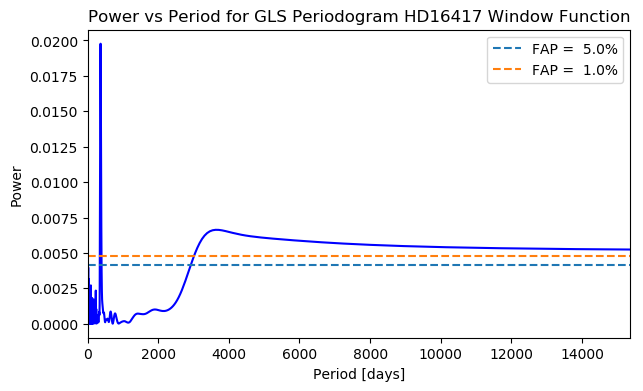 Power vs Period for GLS Periodogram HD16417 Window Function
FAP =  5.0%
FAP =  1.0%
Power
0.0200
0.0175
0.0150
0.0125
0.0100
0.0075
0.0050
0.0025
0.0000
0 2000 4000 6000 8000 10000 12000 14000
Period [days]